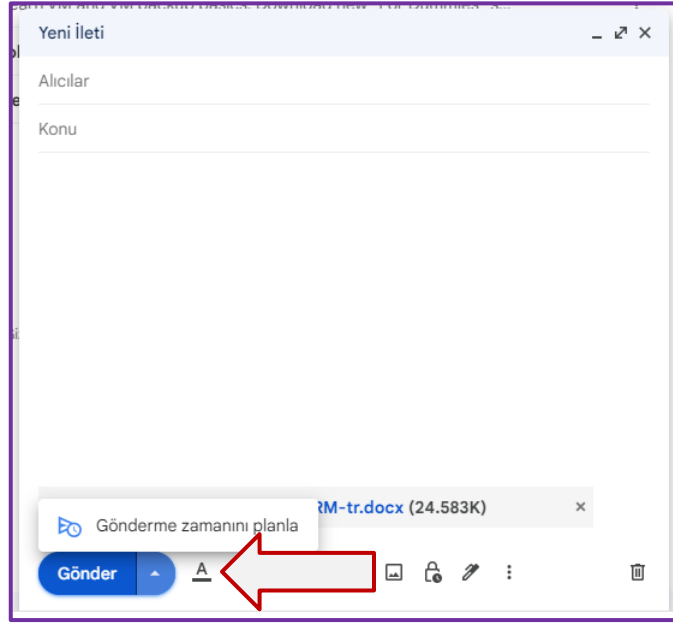 Yeni İleti
Alıcılar
Konu
RM-tr.docx (24.583K)
Gönderme zamanını planla
Gönder